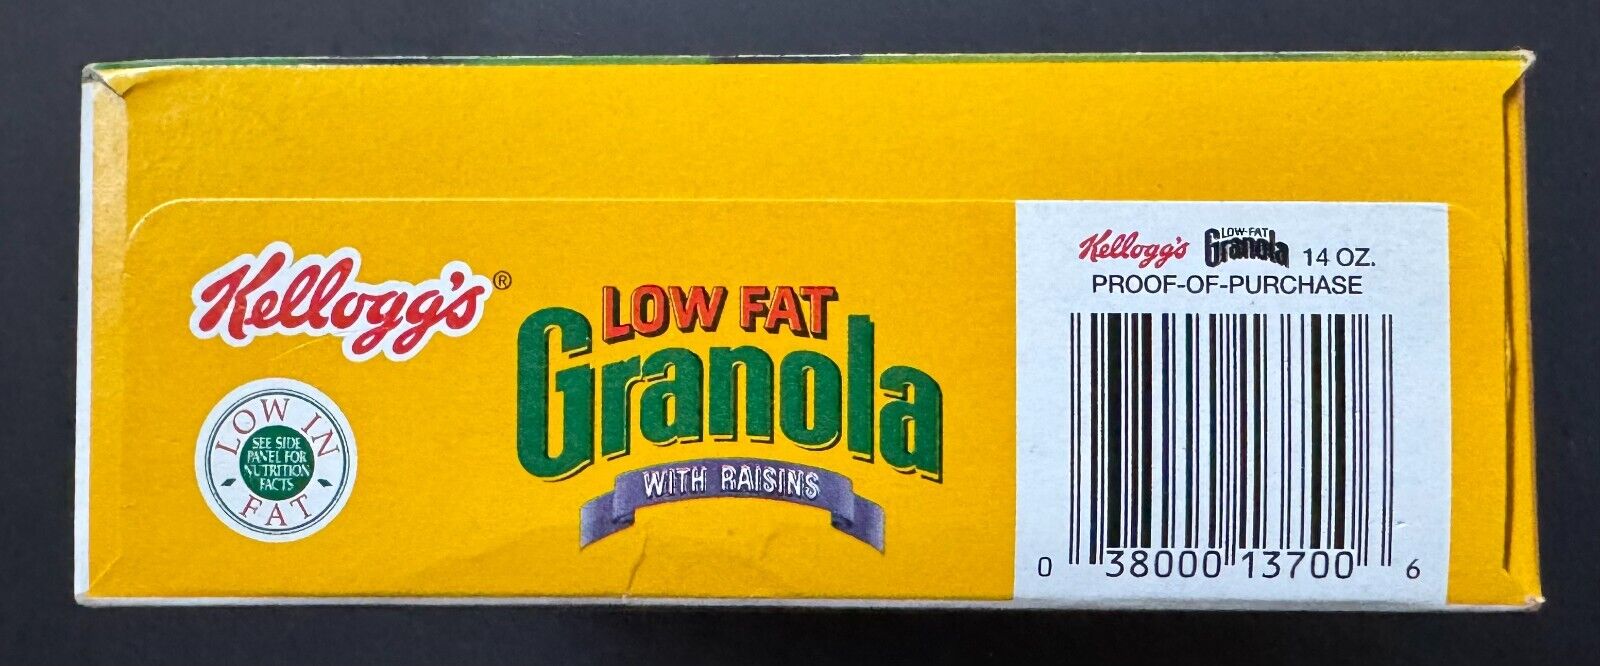 Kellogg's®
LOW FAT
Granola
WITH RAISINS
LOW IN
FAT
SEE SIDE
PANEL FOR
NUTRITION
FACTS
Kellogg's LOW-FAT Granola 14 OZ.
PROOF-OF-PURCHASE
0 38000 13700 6